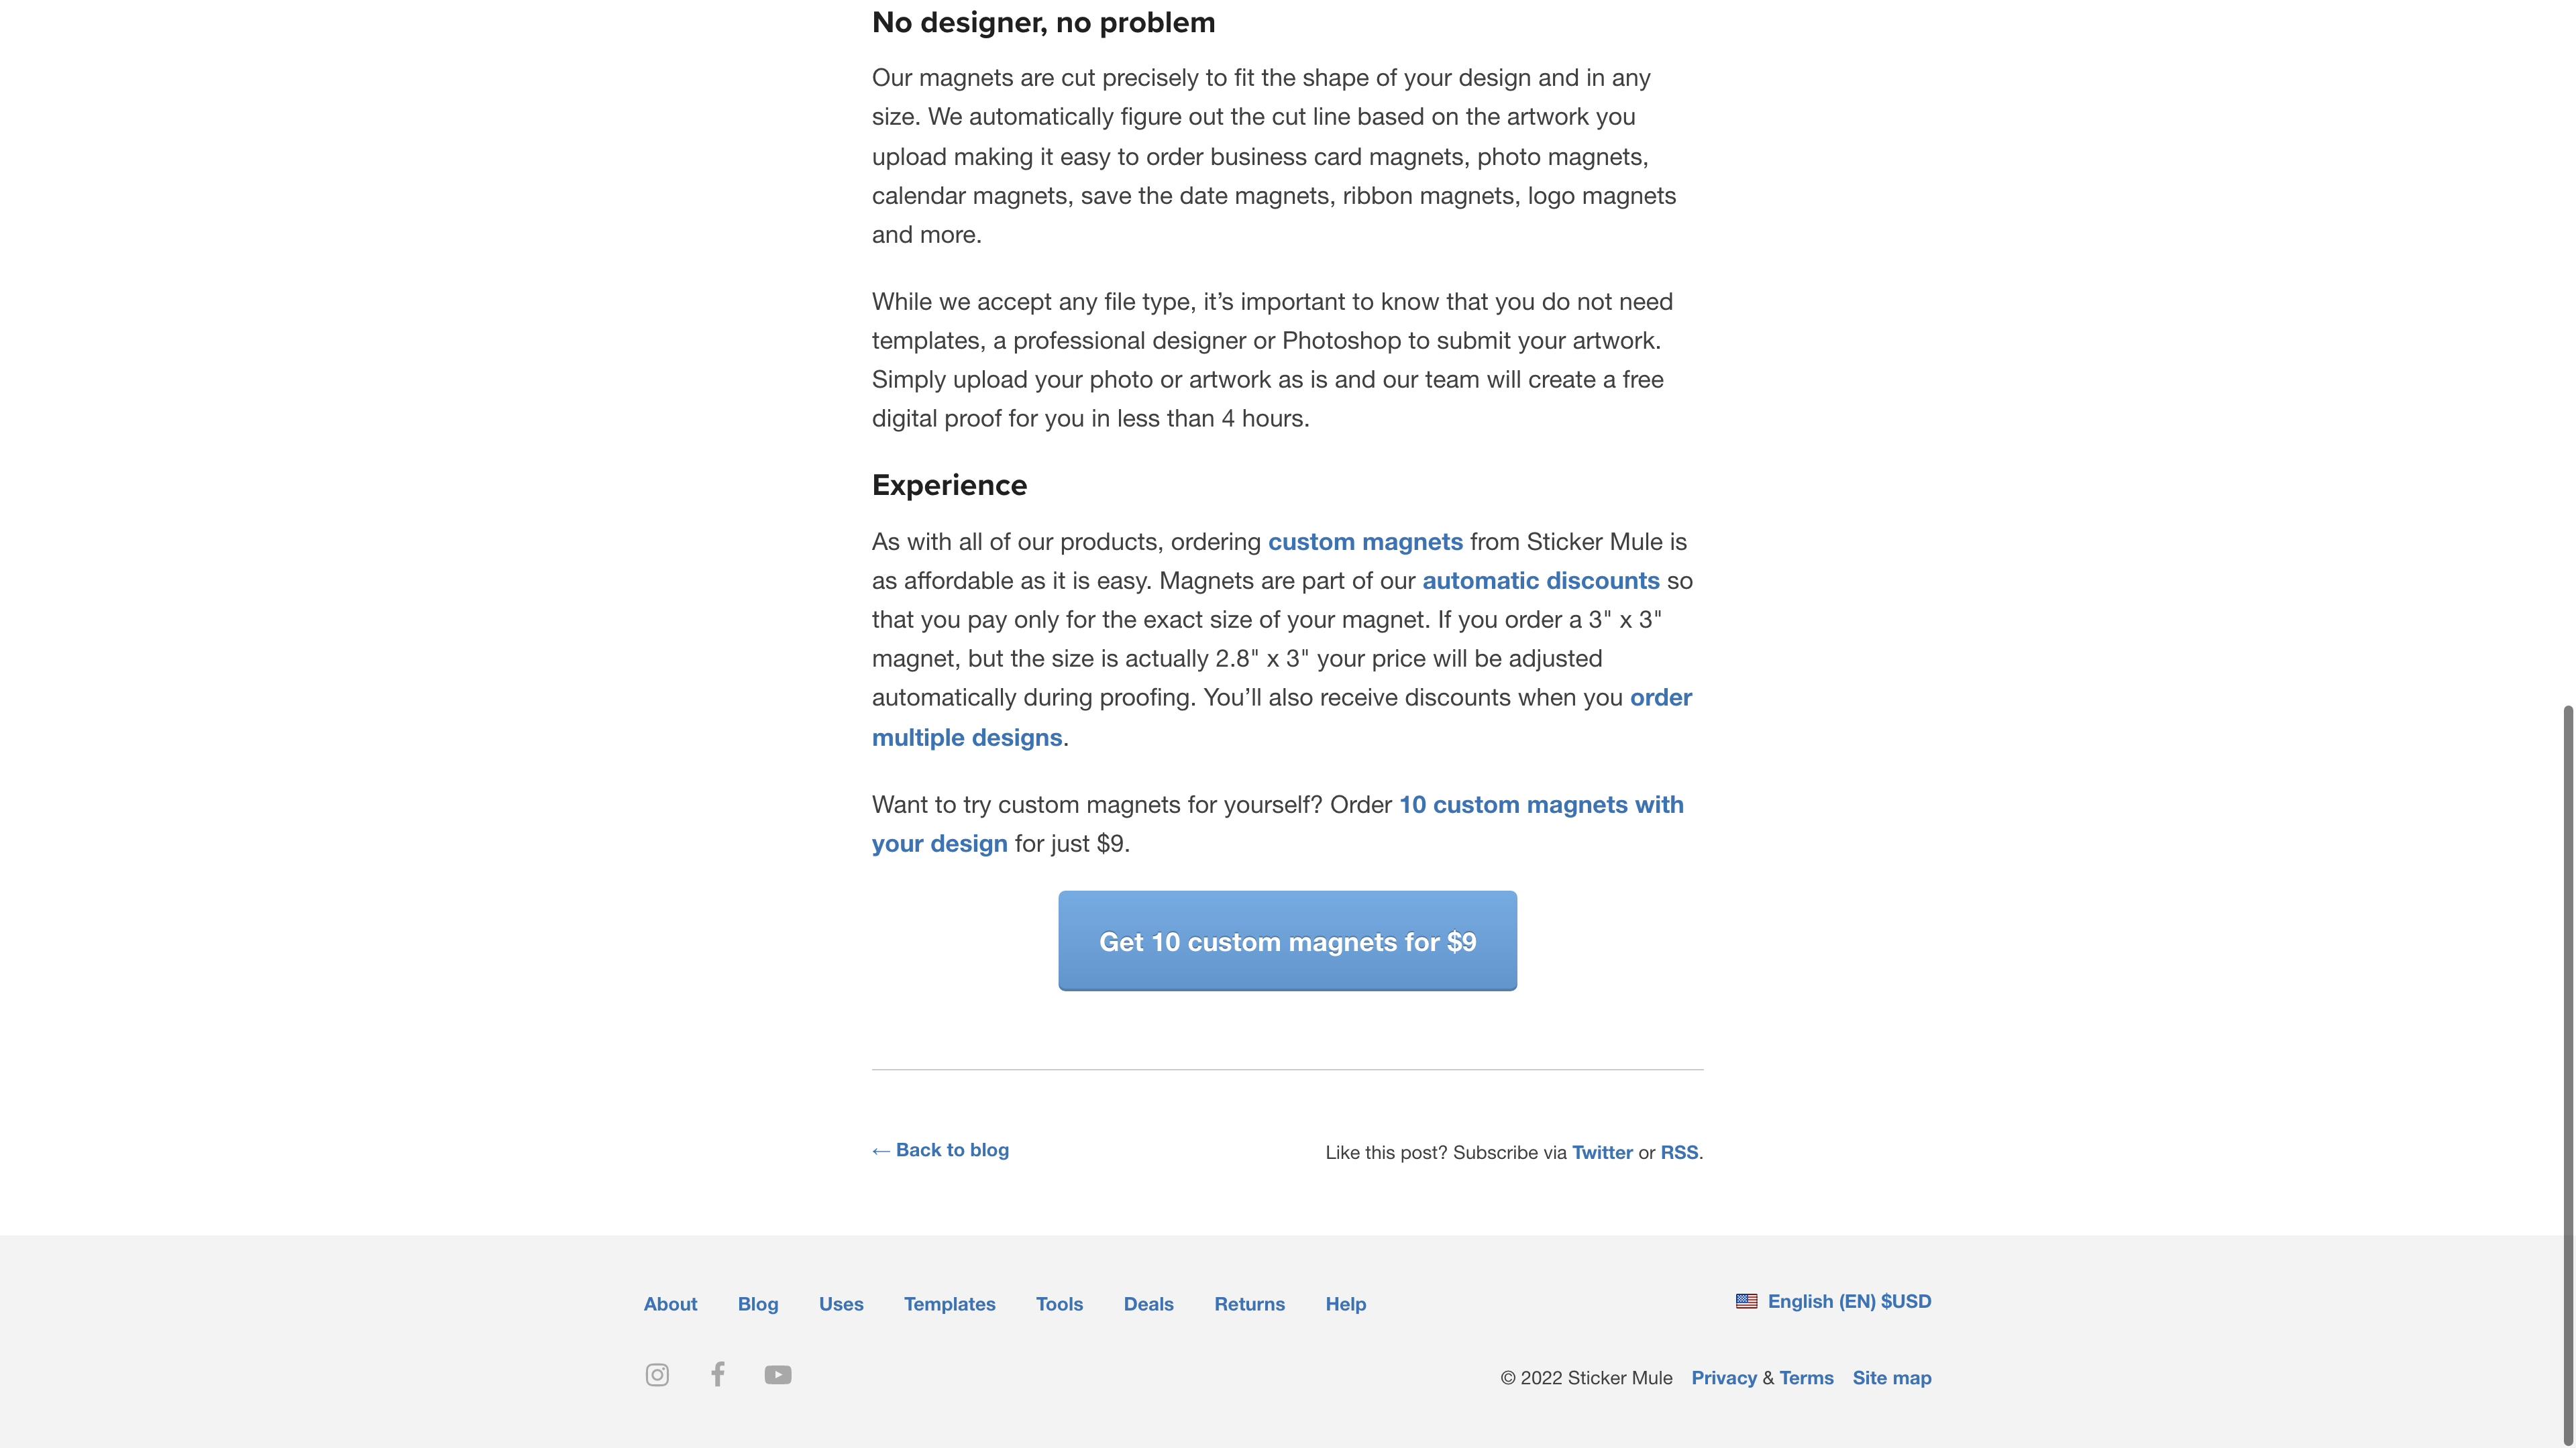 No designer, no problem
Our magnets are cut precisely to fit the shape of your design and in any
size. We automatically figure out the cut line based on the artwork you
upload making it easy to order business card magnets, photo magnets,
calendar magnets, save the date magnets, ribbon magnets, logo magnets
and more.
While we accept any file type, it’s important to know that you do not need
templates, a professional designer or Photoshop to submit your artwork.
Simply upload your photo or artwork as is and our team will create a free
digital proof for you in less than 4 hours.
Experience
As with all of our products, ordering custom magnets from Sticker Mule is
as affordable as it is easy. Magnets are part of our automatic discounts so
that you pay only for the exact size of your magnet. If you order a 3" x 3"
magnet, but the size is actually 2.8" x 3" your price will be adjusted
automatically during proofing. You’ll also receive discounts when you order
multiple designs.
Want to try custom magnets for yourself? Order 10 custom magnets with
your design for just $9.
Get 10 custom magnets for $9
← Back to blog
Like this post? Subscribe via Twitter or RSS.
About Blog Uses Templates Tools Deals Returns Help
English (EN) $USD
© 2022 Sticker Mule Privacy & Terms Site map